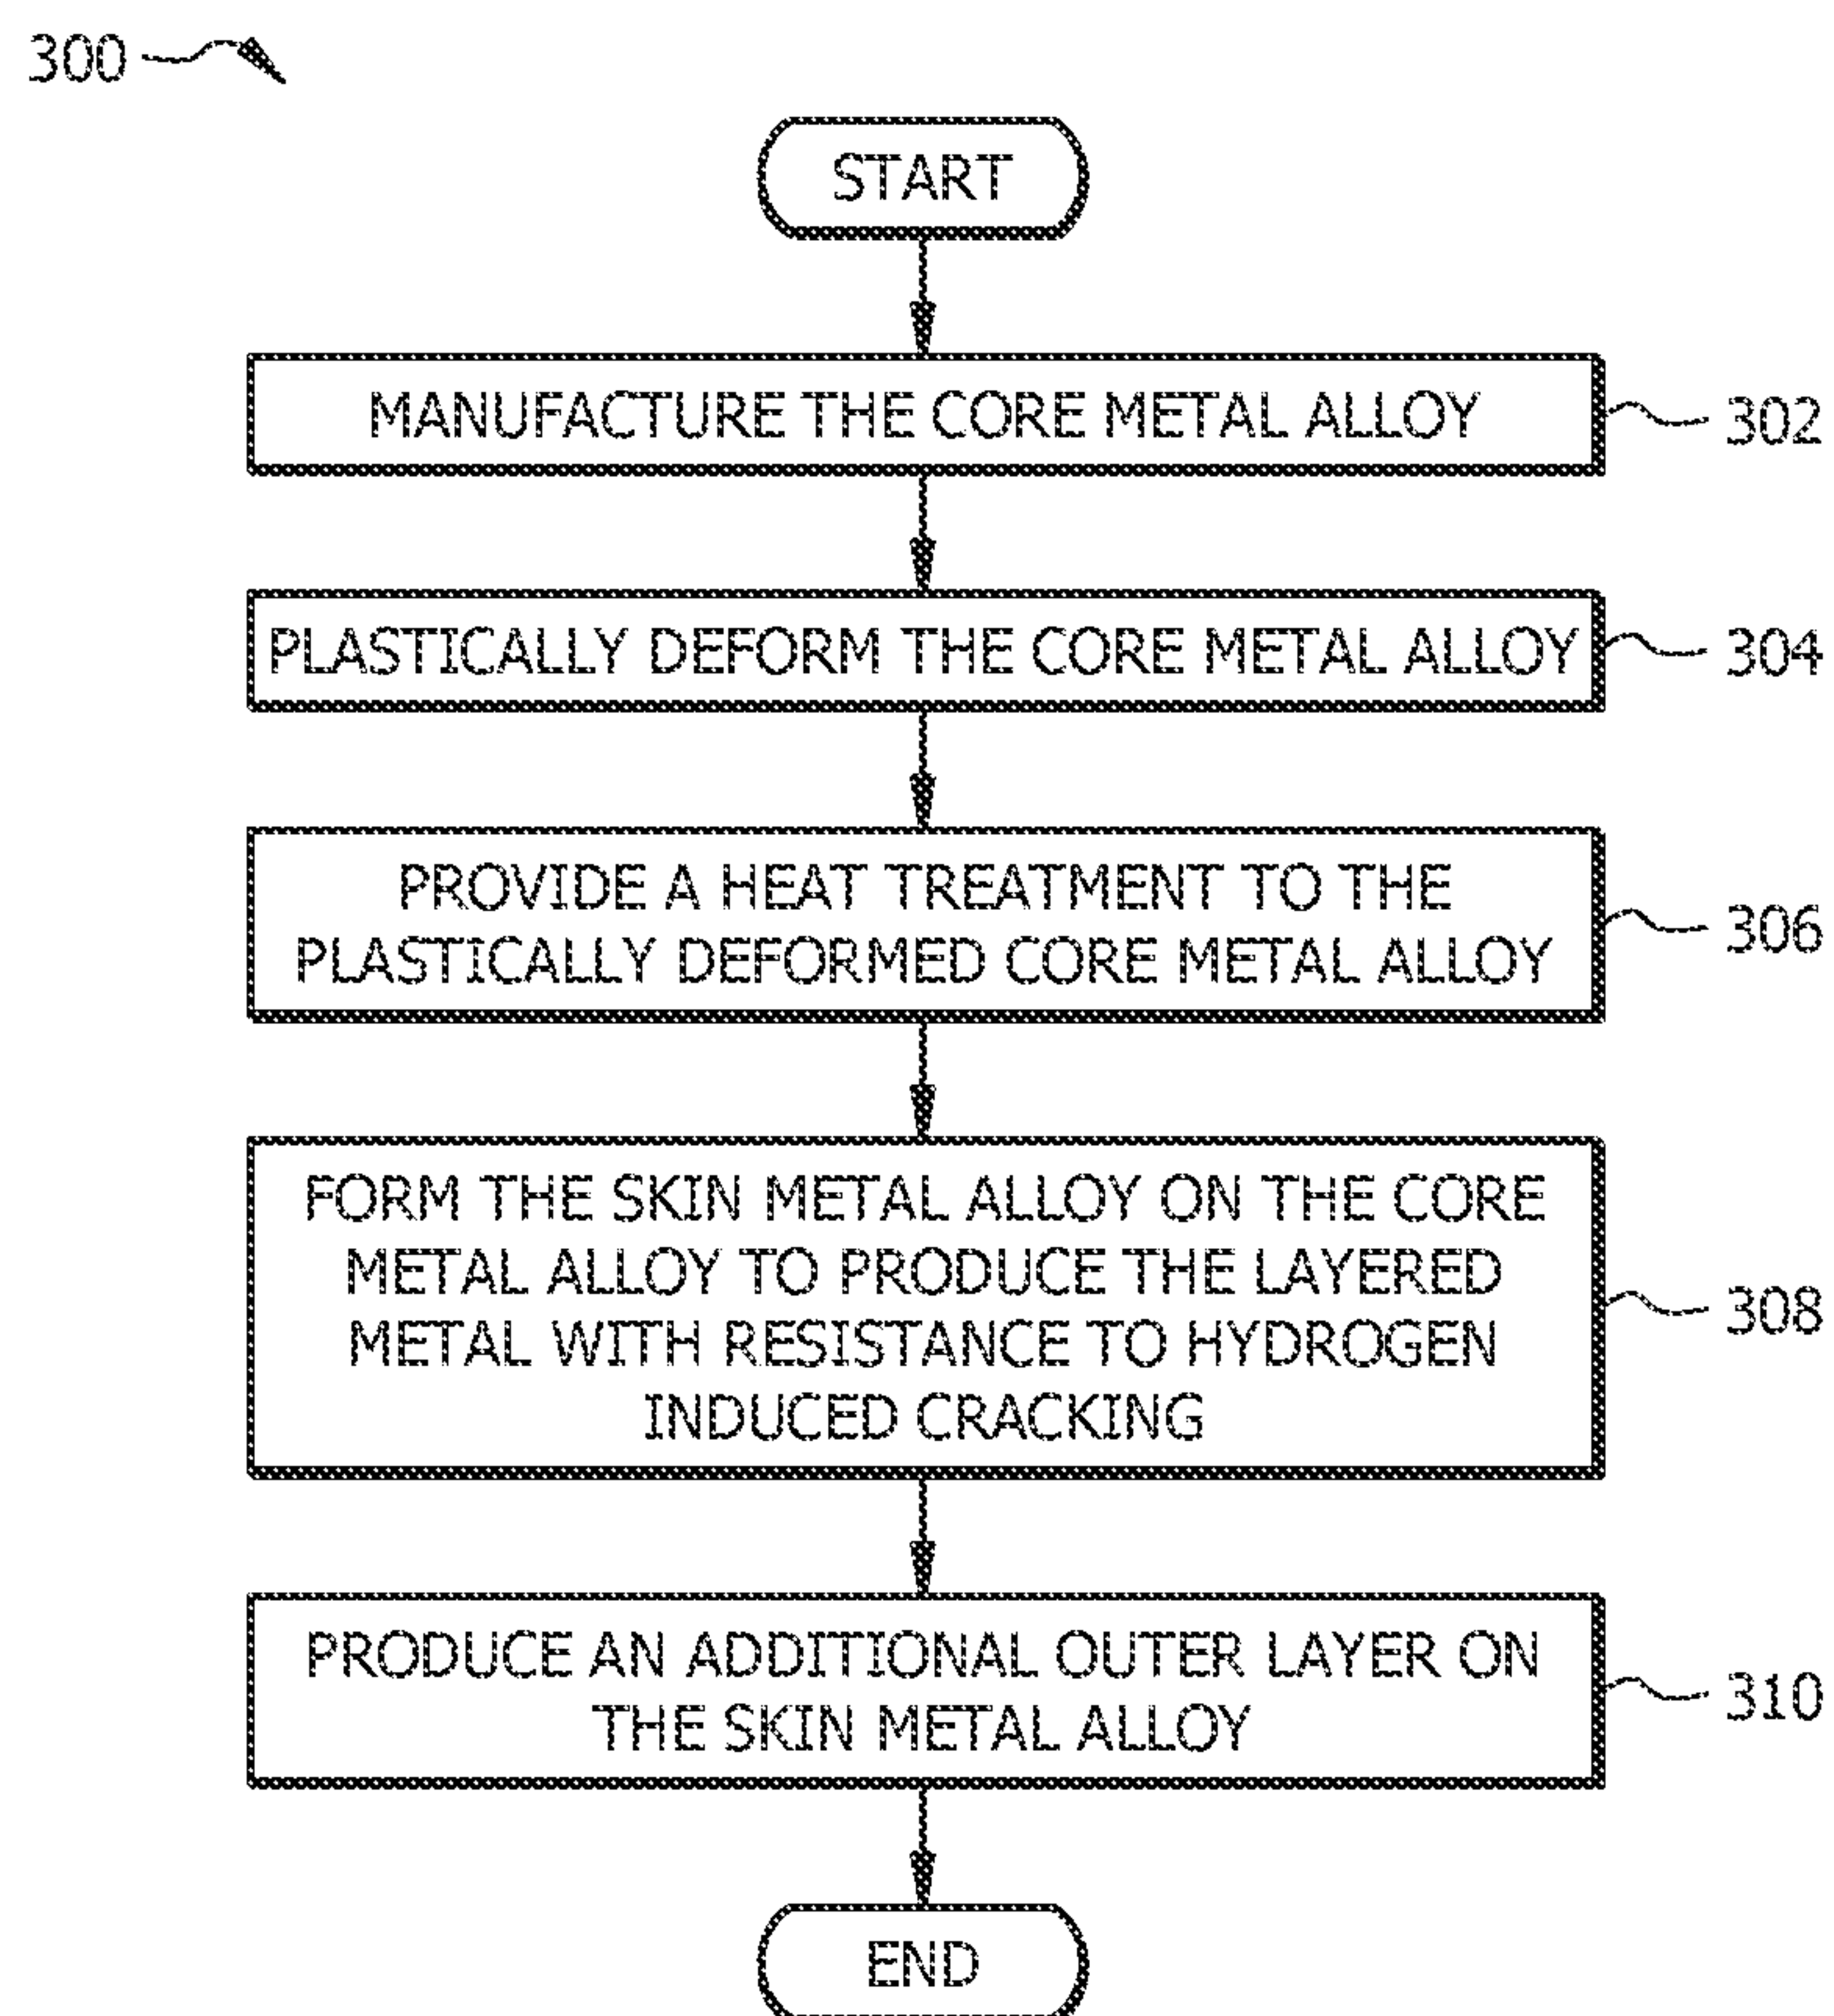 300
START
MANUFACTURE THE CORE METAL ALLOY
302
PLASTICALLY DEFORM THE CORE METAL ALLOY
304
PROVIDE A HEAT TREATMENT TO THE
PLASTICALLY DEFORMED CORE METAL ALLOY
306
FORM THE SKIN METAL ALLOY ON THE CORE
METAL ALLOY TO PRODUCE THE LAYERED
METAL WITH RESISTANCE TO HYDROGEN
INDUCED CRACKING
308
PRODUCE AN ADDITIONAL OUTER LAYER ON
THE SKIN METAL ALLOY
310
END